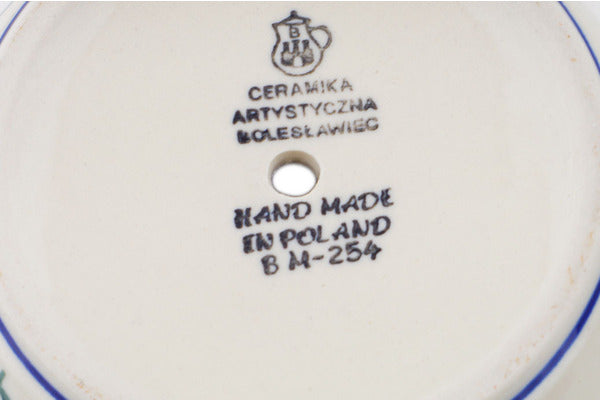 B
CERAMIKA
ARTYSTYCZNA
BOLESŁAWIEC
HAND MADE
IN POLAND
B M-254